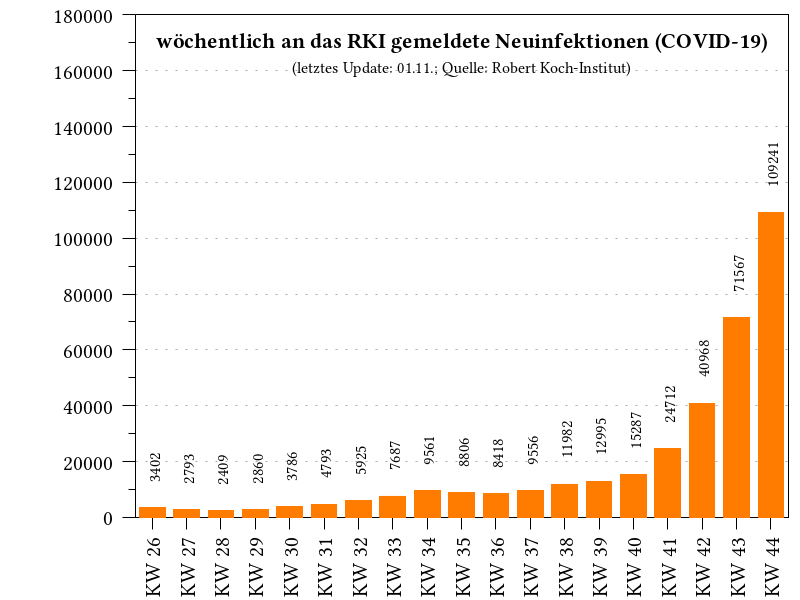 wöchentlich an das RKI gemeldete Neuinfektionen (COVID-19)
(letztes Update: 01.11.; Quelle: Robert Koch-Institut)
180000
160000
140000
120000
100000
80000
60000
40000
20000
0
3402
2793
2409
2860
3786
4793
5925
7687
9561
8806
8418
9556
11982
12995
15287
24712
40968
71567
109241
KW 26
KW 27
KW 28
KW 29
KW 30
KW 31
KW 32
KW 33
KW 34
KW 35
KW 36
KW 37
KW 38
KW 39
KW 40
KW 41
KW 42
KW 43
KW 44